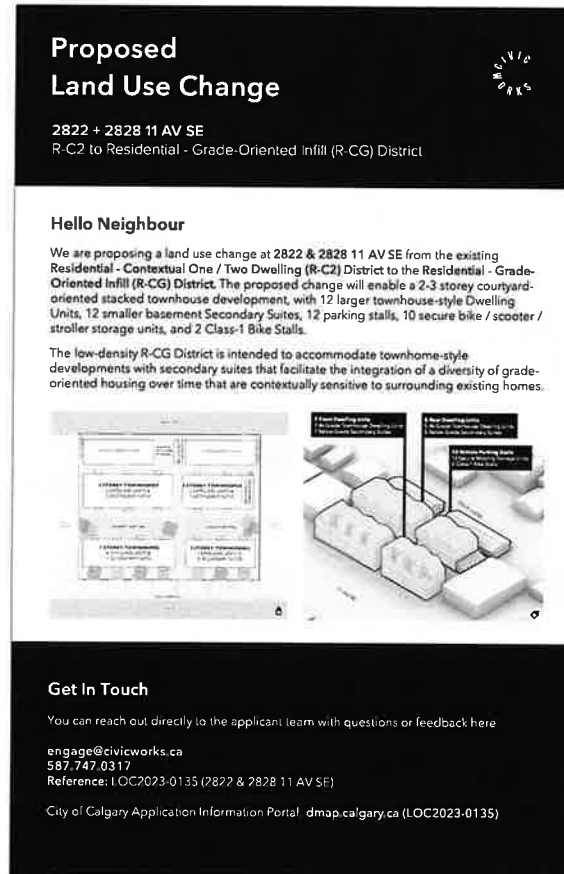 Proposed
Land Use Change
CIVIC
WORKS
2822 + 2828 11 AV SE
R-C2 to Residential - Grade-Oriented Infill (R-CG) District
Hello Neighbour
We are proposing a land use change at 2822 & 2828 11 AV SE from the existing
Residential - Contextual One / Two Dwelling (R-C2) District to the Residential - Grade-
Oriented Infill (R-CG) District. The proposed change will enable a 2-3 storey courtyard-
oriented stacked townhouse development, with 12 larger townhouse-style Dwelling
Units, 12 smaller basement Secondary Suites, 12 parking stalls, 10 secure bike / scooter /
stroller storage units, and 2 Class-1 Bike Stalls.
The low-density R-CG District is intended to accommodate townhome-style
developments with secondary suites that facilitate the integration of a diversity of grade-
oriented housing over time that are contextually sensitive to surrounding existing homes.
Get In Touch
You can reach out directly to the applicant team with questions or feedback here
engage@civicworks.ca
587.747.0317
Reference: LOC2023-0135 (2822 & 2828 11 AV SE)
City of Calgary Application Information Portal dmap.calgary.ca (LOC2023-0135)